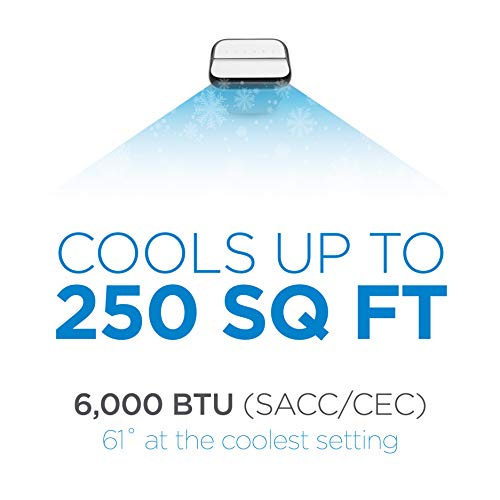 COOLS UP TO
250 SQ FT
6,000 BTU (SACC/CEC)
61° at the coolest setting